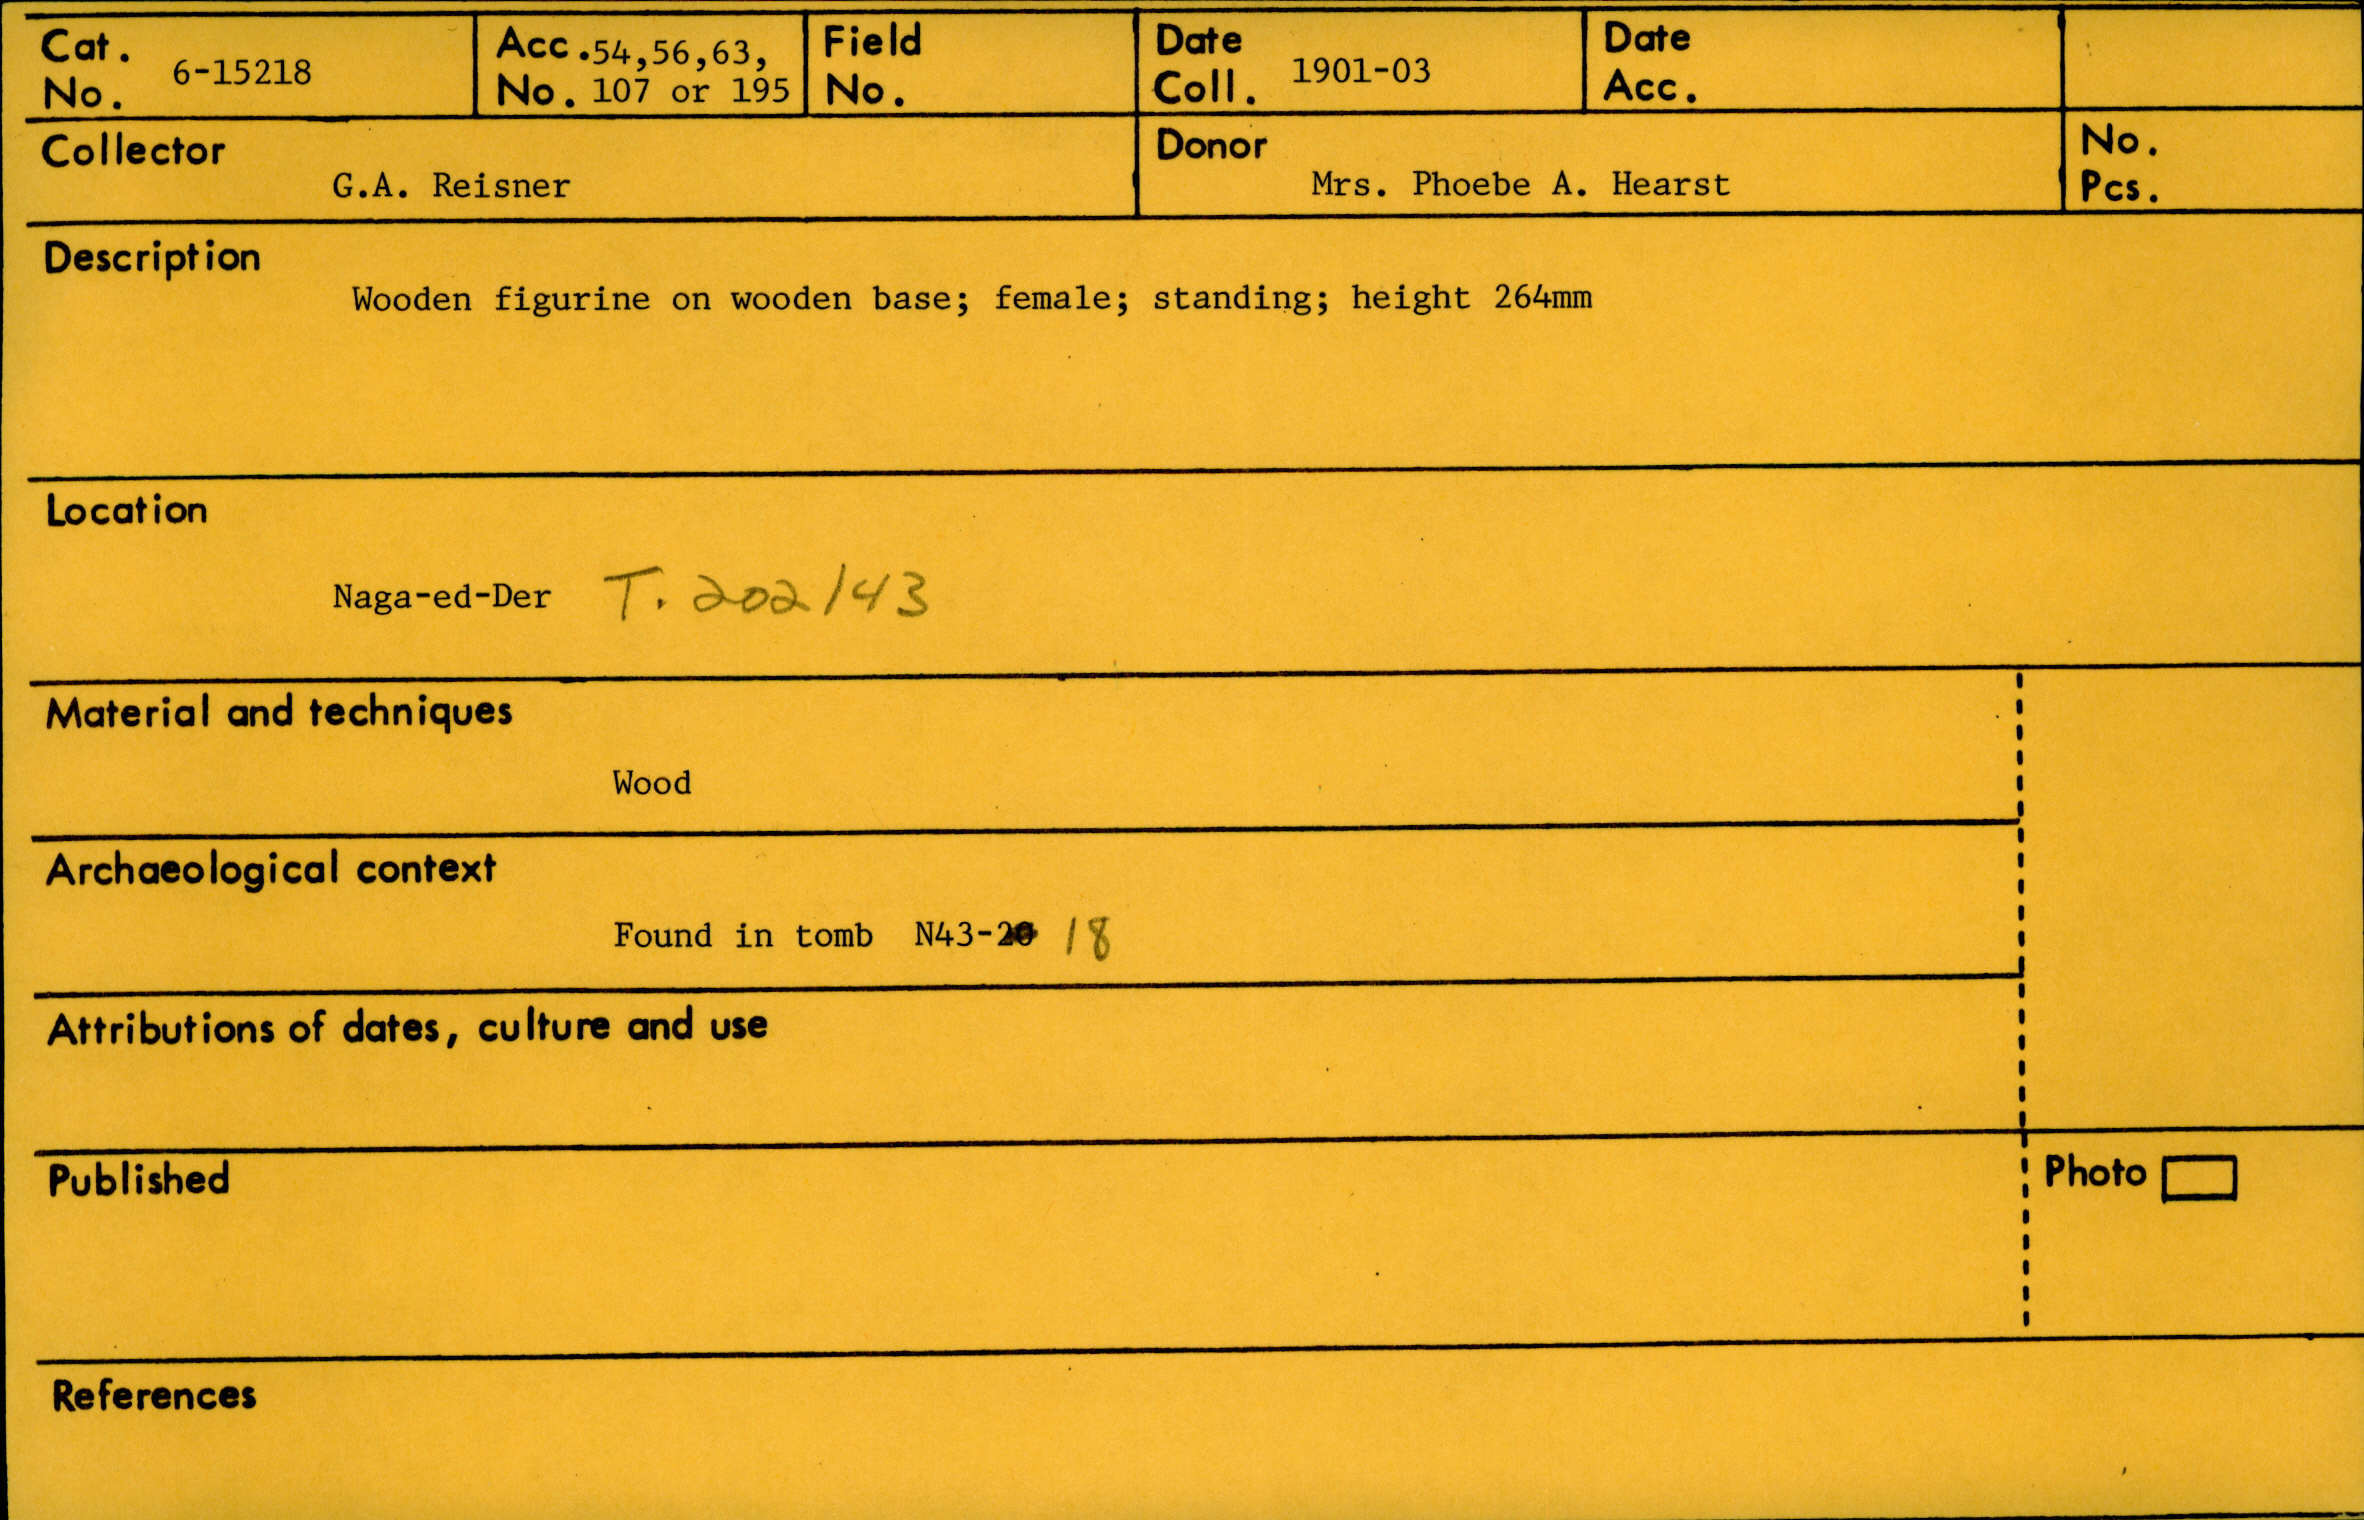 Cat. No. 6-15218
Acc. No. 54,56,63, 107 or 195
Field No.
Date Coll. 1901-03
Date Acc.
Collector
G.A. Reisner
Donor
Mrs. Phoebe A. Hearst
No. Pcs.
Description
Wooden figurine on wooden base; female; standing; height 264mm
Location
Naga-ed-Der T. 202/43
Material and techniques
Wood
Archaeological context
Found in tomb N43-20 18
Attributions of dates, culture and use
Published
Photo
References